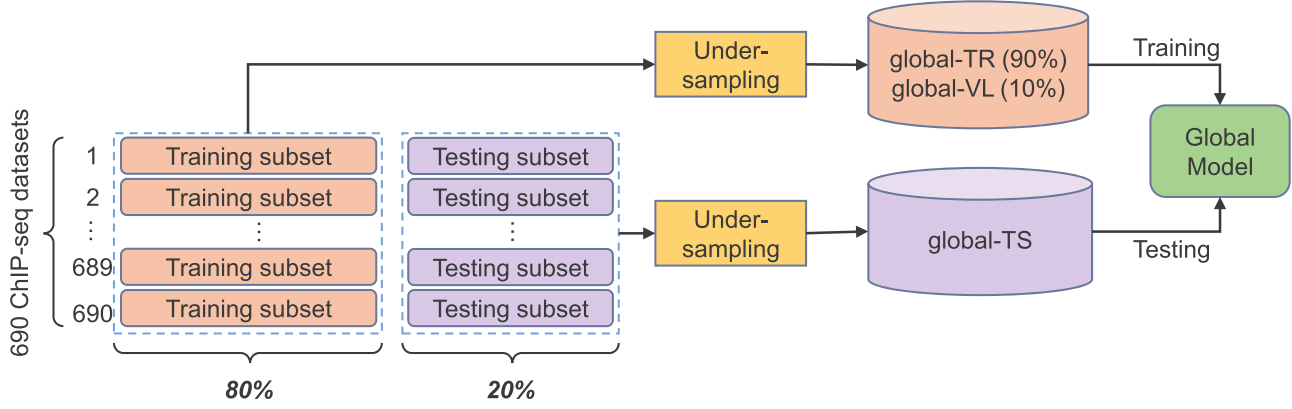 690 ChIP-seq datasets
1
Training subset
Testing subset
2
Training subset
Testing subset
⋮
⋮
⋮
689
Training subset
Testing subset
690
Training subset
Testing subset
80%
20%
Under-
sampling
global-TR (90%)
global-VL (10%)
Training
Under-
sampling
global-TS
Testing
Global
Model